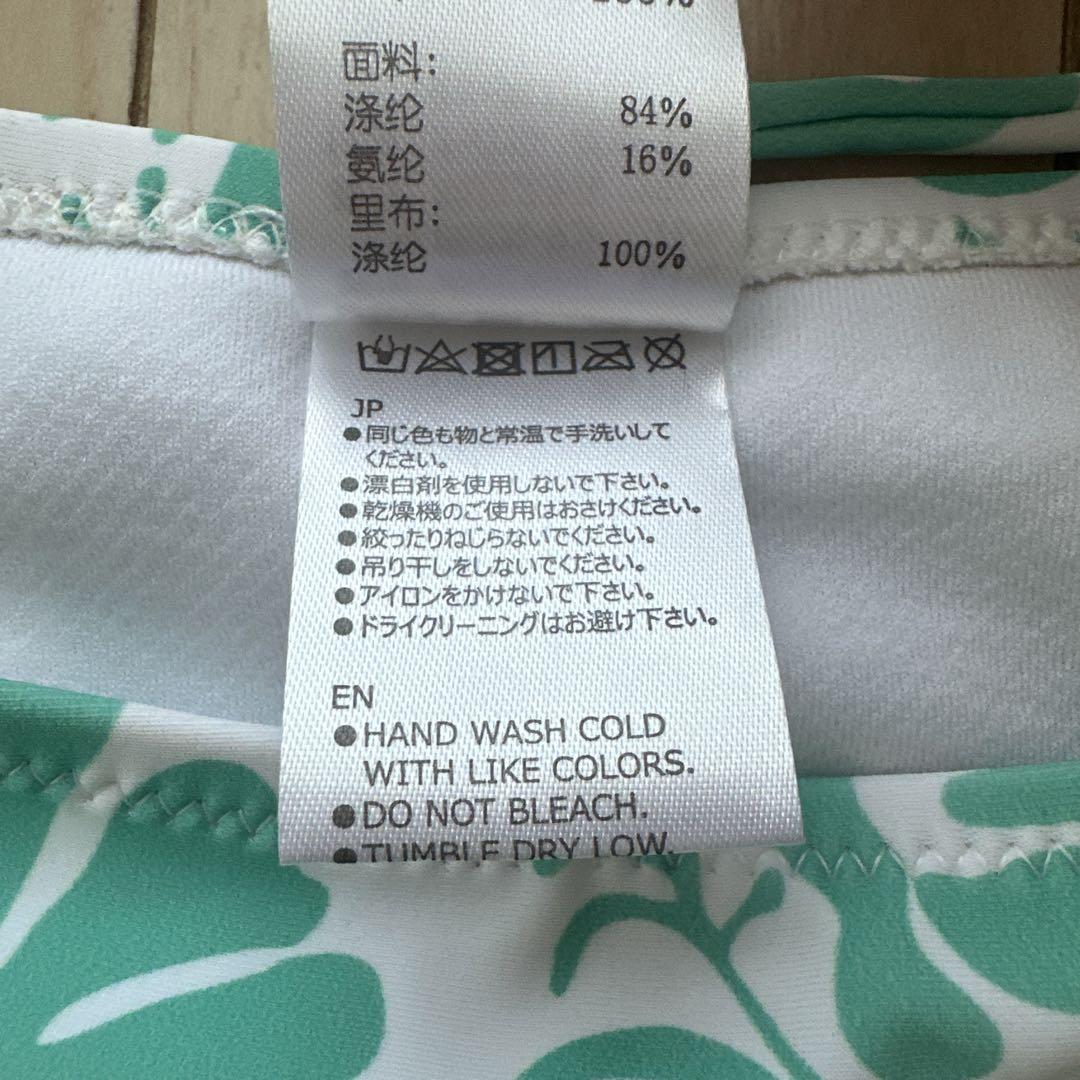 面料:
涤纶 84%
氨纶 16%
里布:
涤纶 100%
JP
●同じ色も物と常温で手洗いして
ください。
●漂白剤を使用しないで下さい。
●乾燥機のご使用はおさけください。
●絞ったりねじらないでください。
●吊り干しをしないでください。
●アイロンをかけないで下さい。
●ドライクリーニングはお避け下さい。
EN
●HAND WASH COLD
WITH LIKE COLORS.
●DO NOT BLEACH.
●TUMBLE DRY LOW.